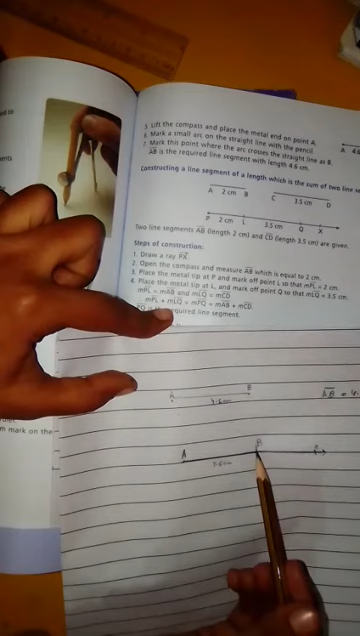 5 Lift the compass and place the metal end on point A.
6. Mark a small arc on the straight line with the pencil.
7. Mark this point where the arc crosses the straight line as B.
AB is the required line segment with length 4.6 cm.
A
Constructing a line segment of a length which is the sum of two line
A 2 cm B
C 3.5 cm D
P 2 cm L 3.5 cm Q X
Two line segments AB (length 2 cm) and CD (length 3.5 cm) are given.
Steps of construction:
1. Draw a ray PX.
2. Open the compass and measure AB which is equal to 2 cm.
3. Place the metal tip at P and mark off point L so that mPL = 2 cm.
4. Place the metal tip at L, and mark off point Q so that mLQ = 3.5 cm.
mPL = mAB and mLQ = mCD
mPL + mLQ = mPQ = mAB + mCD.
required line segment.
m mark on the
A B
4.6cm
AB =
A B